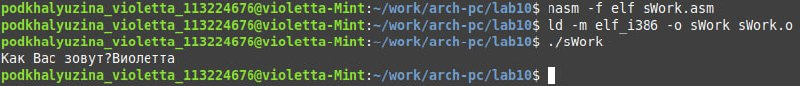 podkhalyuzina_violetta_113224676@violetta-Mint:~/work/arch-pc/lab10$ nasm -f elf sWork.asm
podkhalyuzina_violetta_113224676@violetta-Mint:~/work/arch-pc/lab10$ ld -m elf_i386 -o sWork sWork.o
podkhalyuzina_violetta_113224676@violetta-Mint:~/work/arch-pc/lab10$ ./sWork
Как Вас зовут?Виолетта
podkhalyuzina_violetta_113224676@violetta-Mint:~/work/arch-pc/lab10$